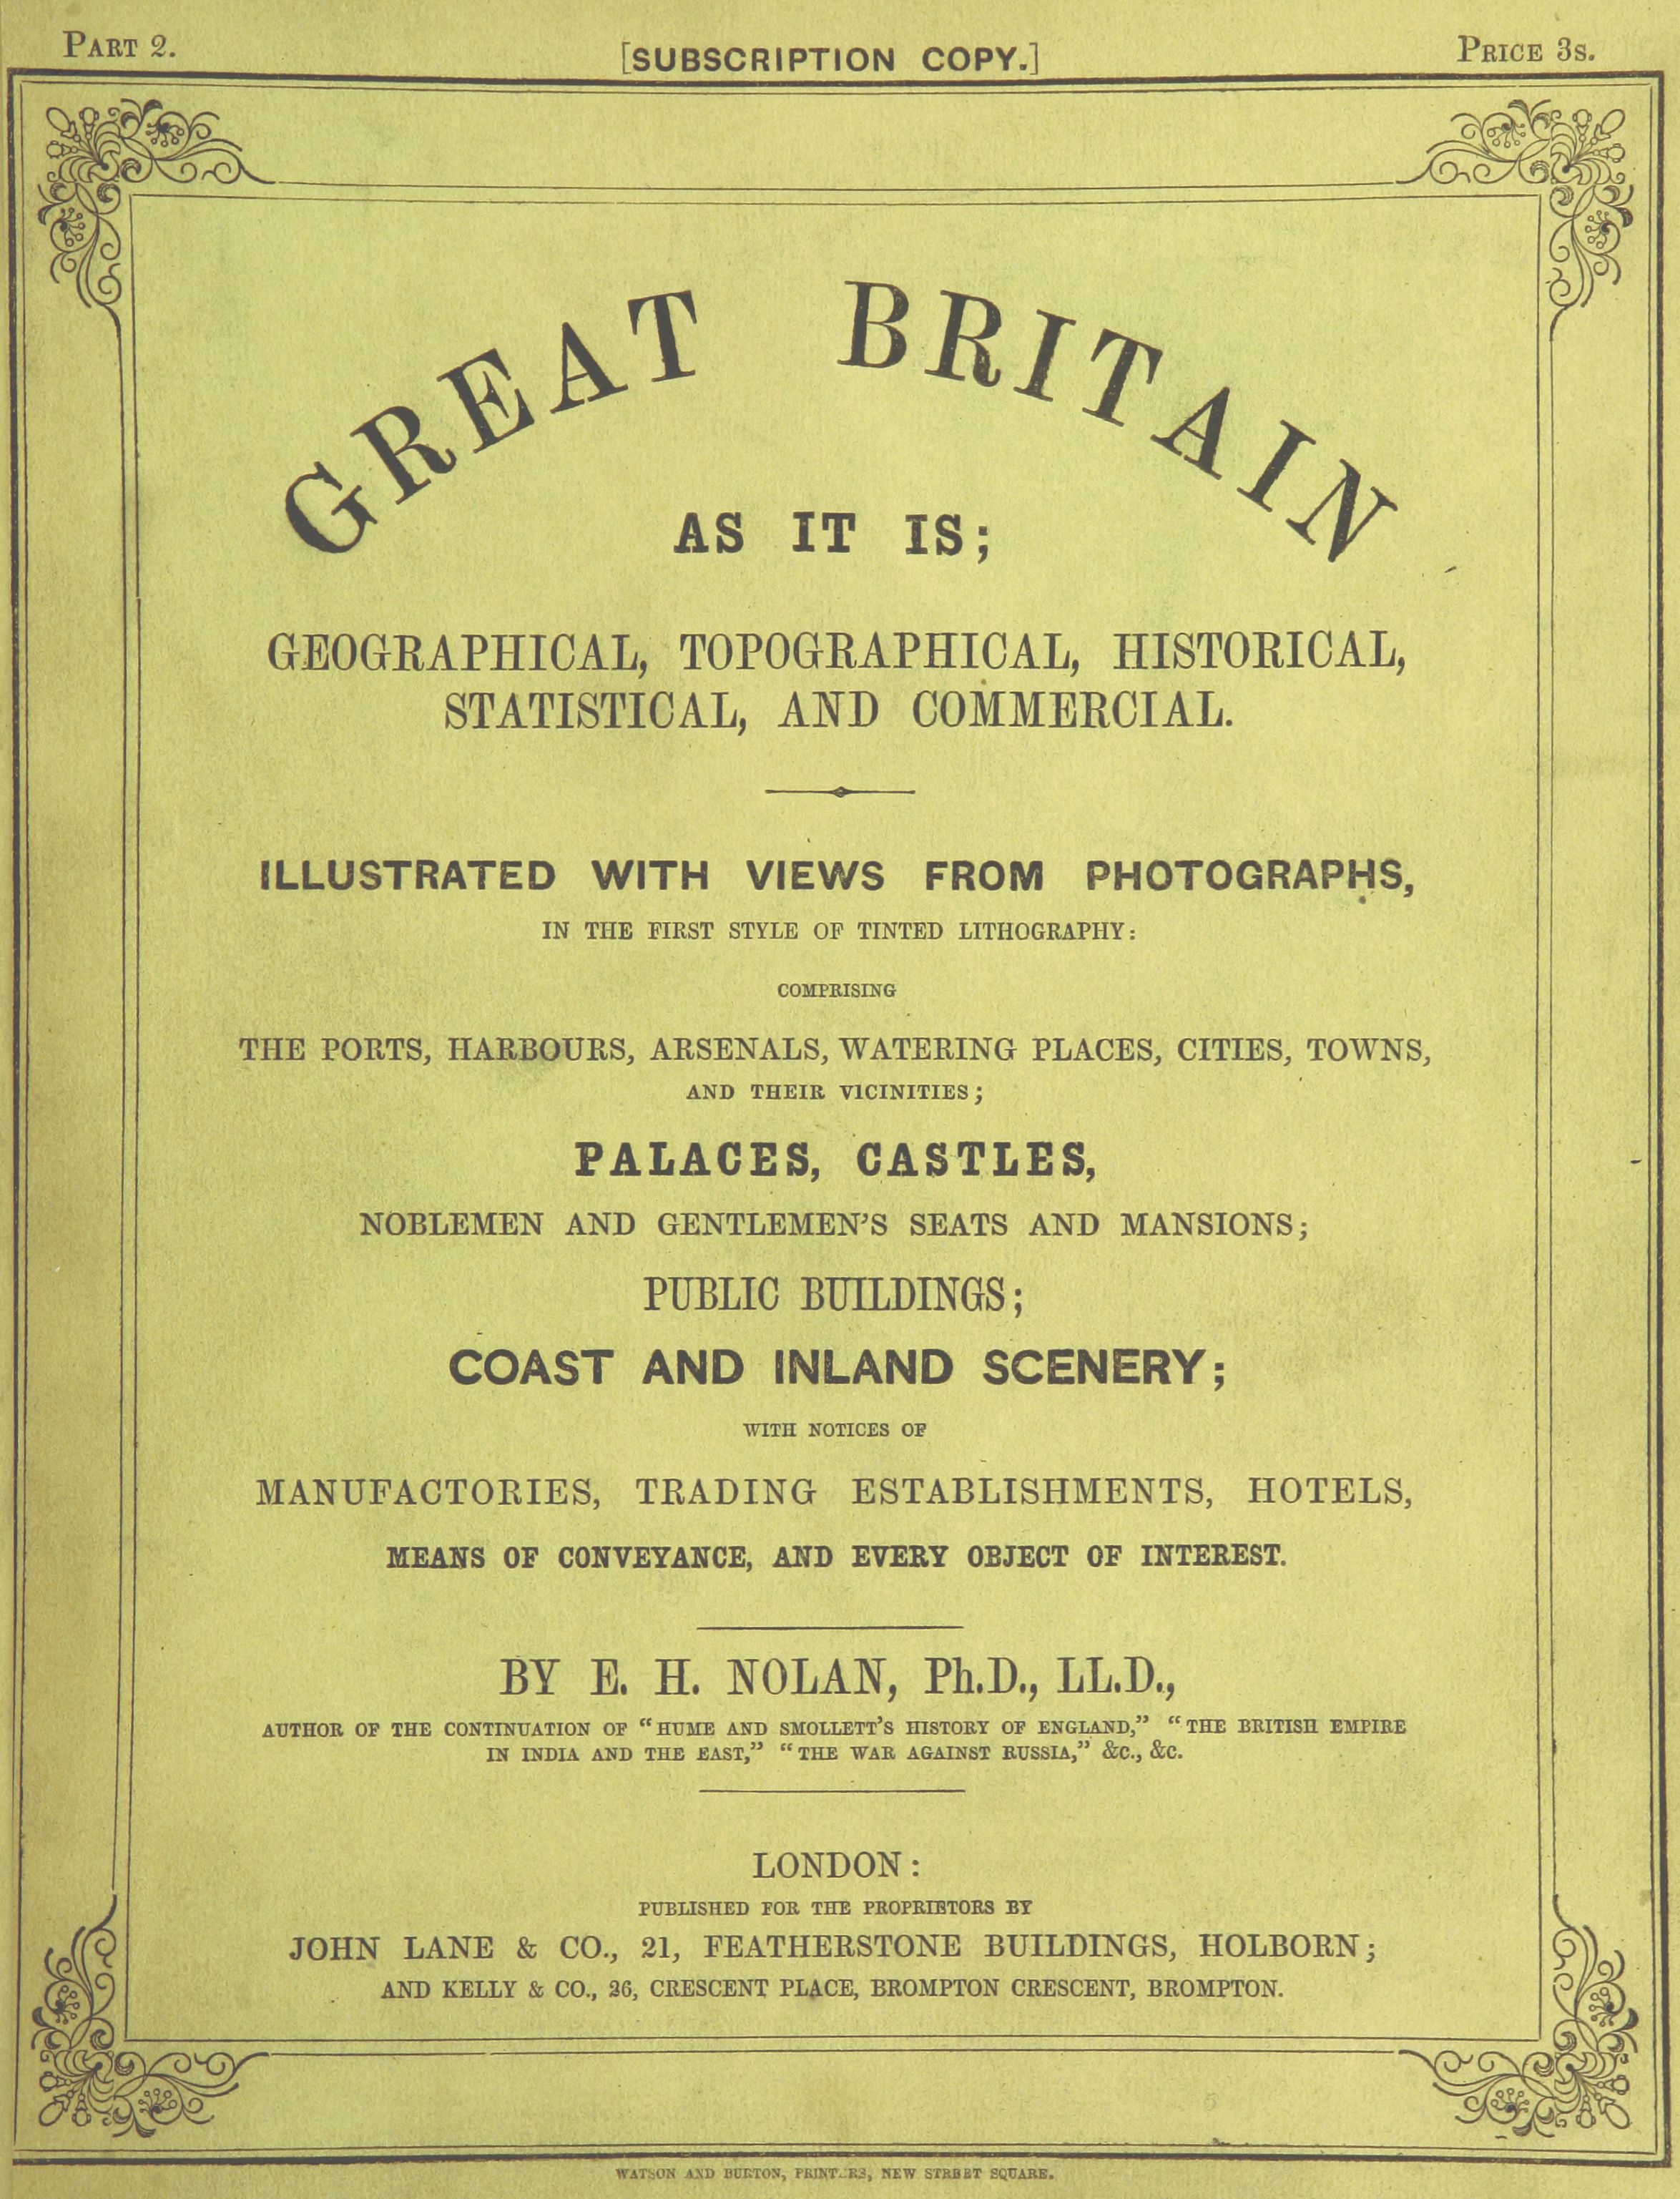 PART 2.
[SUBSCRIPTION COPY.]
PRICE 3s.
GREAT BRITAIN
AS IT IS;
GEOGRAPHICAL, TOPOGRAPHICAL, HISTORICAL,
STATISTICAL, AND COMMERCIAL.
ILLUSTRATED WITH VIEWS FROM PHOTOGRAPHS,
IN THE FIRST STYLE OF TINTED LITHOGRAPHY:
COMPRISING
THE PORTS, HARBOURS, ARSENALS, WATERING PLACES, CITIES, TOWNS,
AND THEIR VICINITIES;
PALACES, CASTLES,
NOBLEMEN AND GENTLEMEN'S SEATS AND MANSIONS;
PUBLIC BUILDINGS;
COAST AND INLAND SCENERY;
WITH NOTICES OF
MANUFACTORIES, TRADING ESTABLISHMENTS, HOTELS,
MEANS OF CONVEYANCE, AND EVERY OBJECT OF INTEREST.
BY E. H. NOLAN, Ph.D., LL.D.,
AUTHOR OF THE CONTINUATION OF "HUME AND SMOLLETT'S HISTORY OF ENGLAND," "THE BRITISH EMPIRE
IN INDIA AND THE EAST," "THE WAR AGAINST RUSSIA," &C., &C.
LONDON:
PUBLISHED FOR THE PROPRIETORS BY
JOHN LANE & CO., 21, FEATHERSTONE BUILDINGS, HOLBORN;
AND KELLY & CO., 26, CRESCENT PLACE, BROMPTON CRESCENT, BROMPTON.
WATSON AND BURTON, PRINTERS, NEW STREET SQUARE.